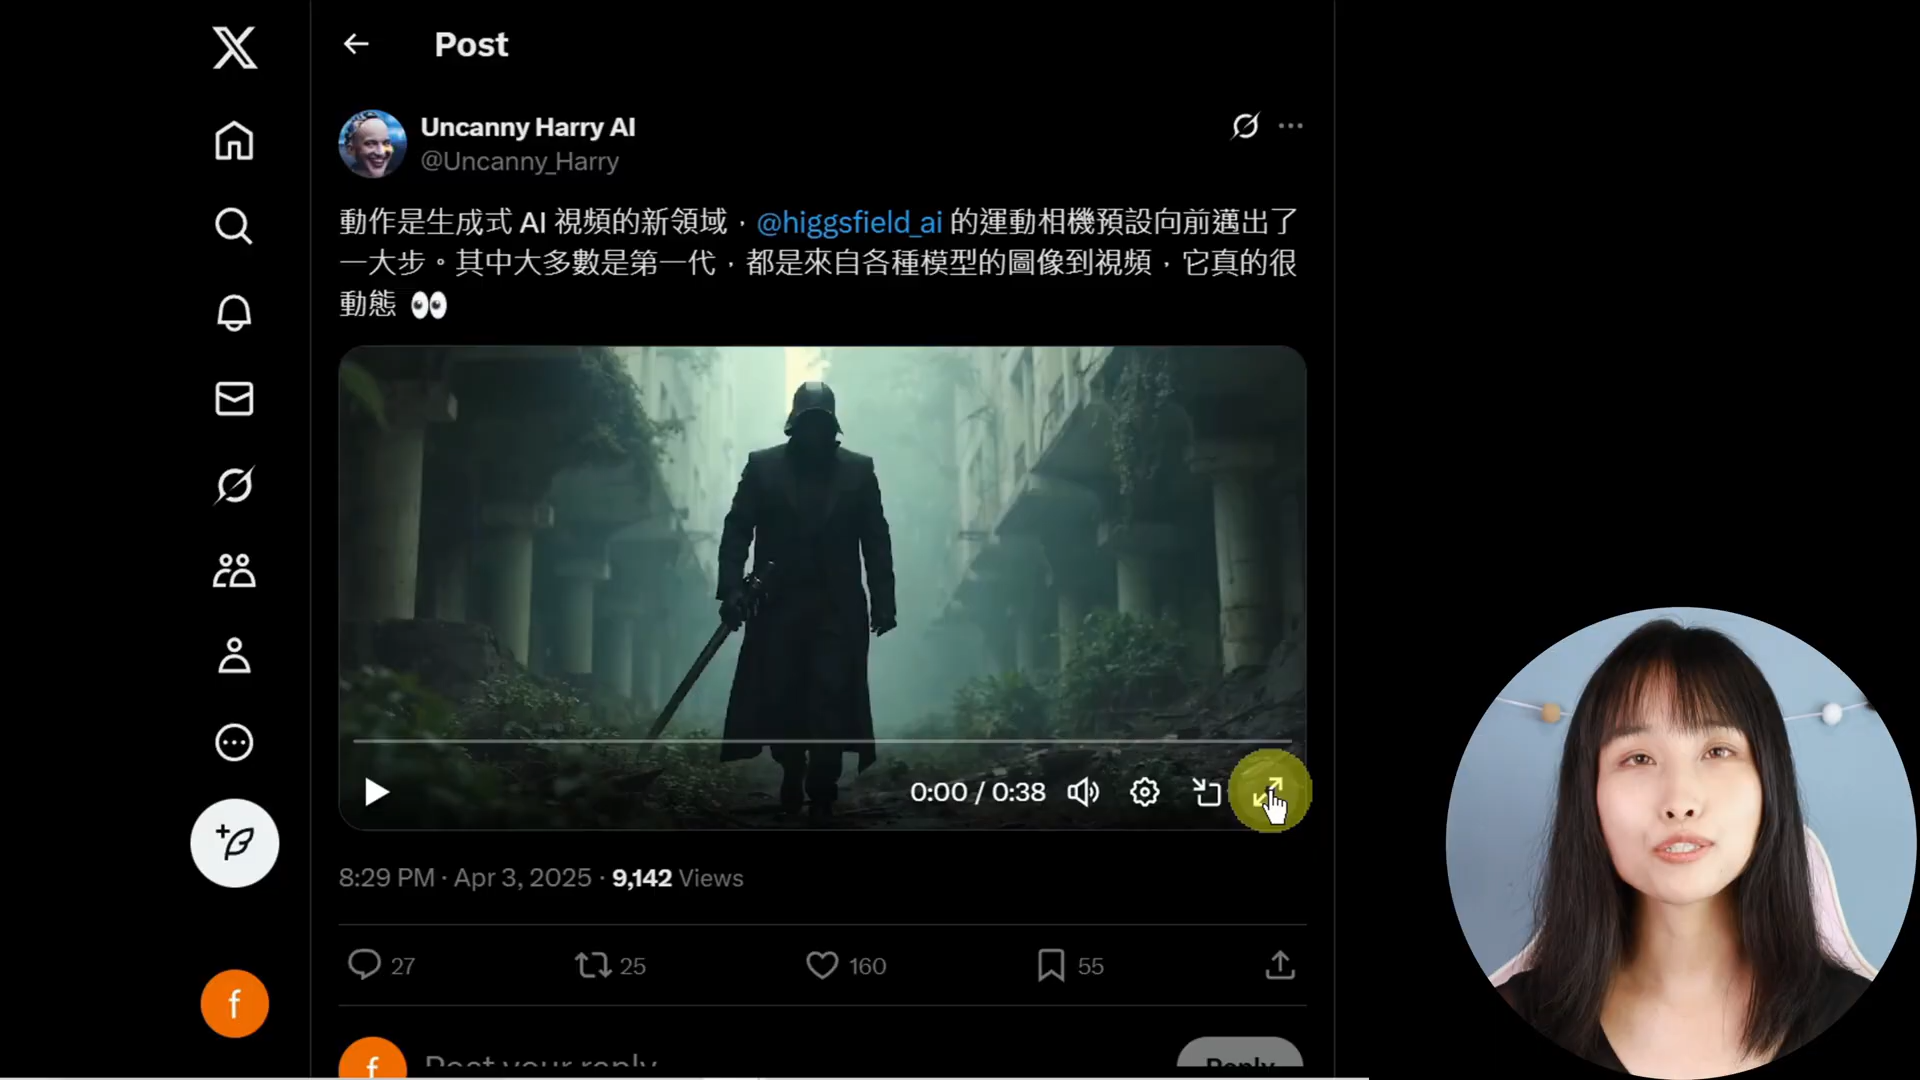 Post
Uncanny Harry AI
@Uncanny_Harry
動作是生成式 AI 視頻的新領域，@higgsfield_ai 的運動相機預設向前邁出了
一大步。其中大多數是第一代，都是來自各種模型的圖像到視頻，它真的很
動態 👀
0:00 / 0:38
8:29 PM · Apr 3, 2025 · 9,142 Views
27 25 160 55
f
f Post your reply Reply